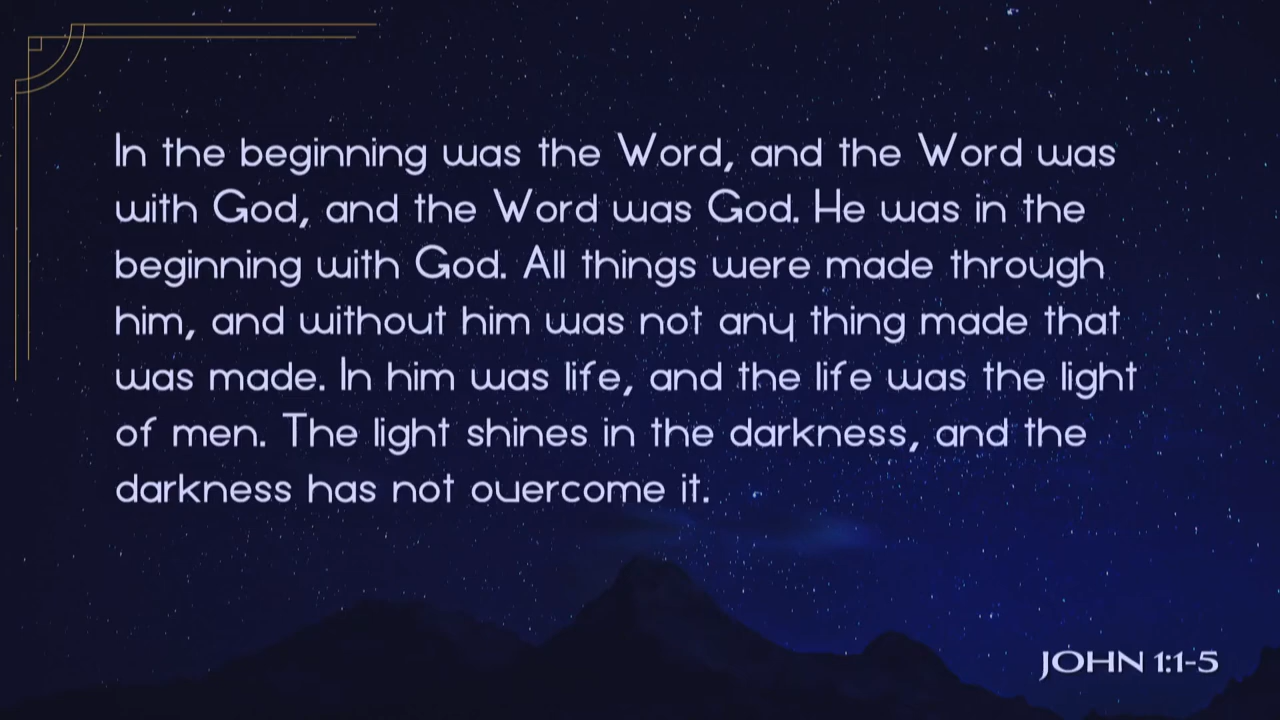 In the beginning was the Word, and the Word was
with God, and the Word was God. He was in the
beginning with God. All things were made through
him, and without him was not any thing made that
was made. In him was life, and the life was the light
of men. The light shines in the darkness, and the
darkness has not overcome it.
JOHN 1:1-5